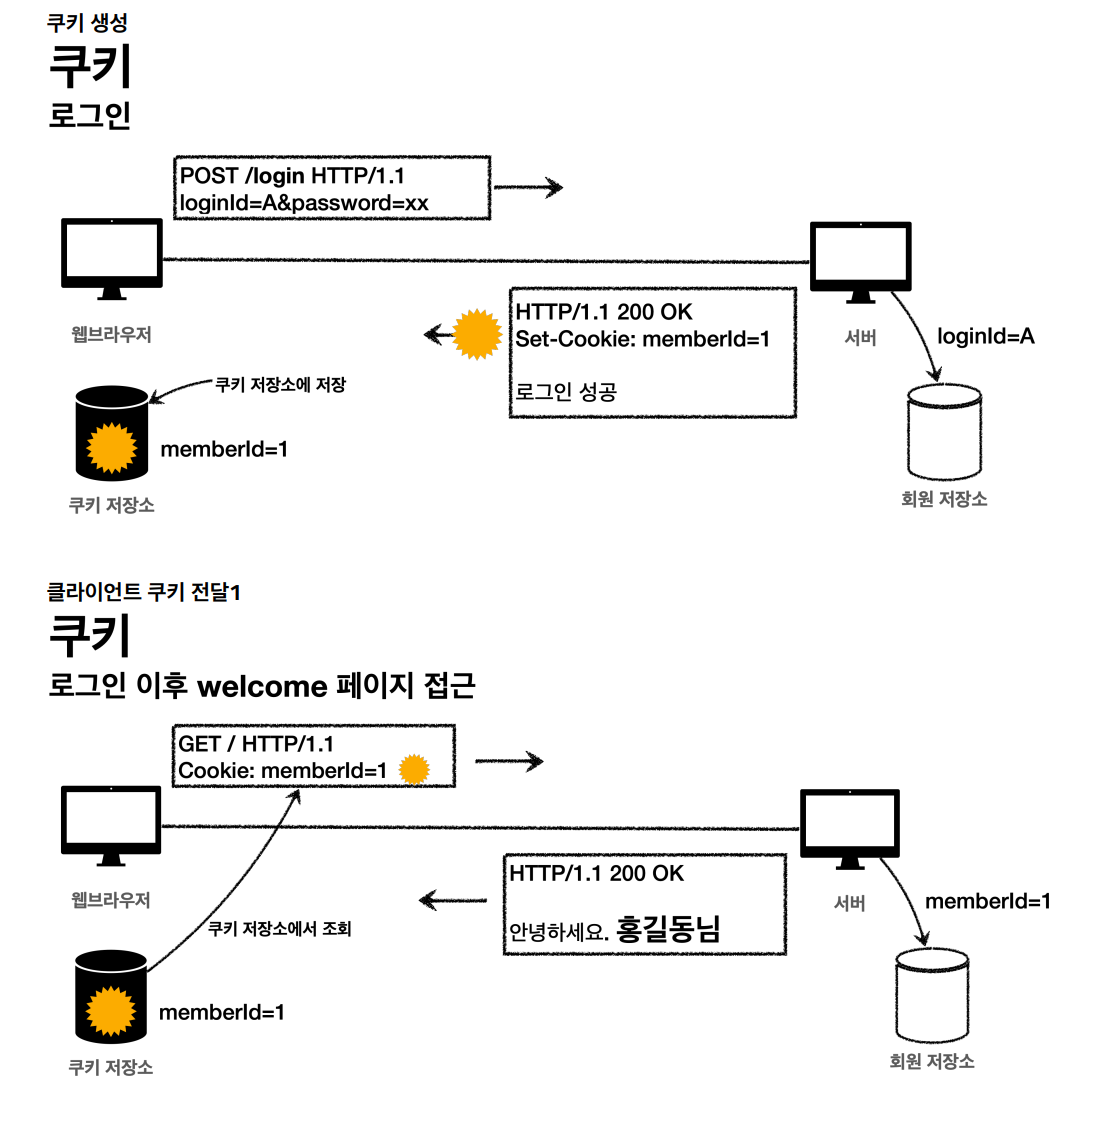 쿠키 생성
쿠키
로그인
POST /login HTTP/1.1
loginId=A&password=xx
웹브라우저
HTTP/1.1 200 OK
Set-Cookie: memberId=1
로그인 성공
서버
loginId=A
쿠키 저장소에 저장
memberId=1
쿠키 저장소
회원 저장소
클라이언트 쿠키 전달1
쿠키
로그인 이후 welcome 페이지 접근
GET / HTTP/1.1
Cookie: memberId=1
웹브라우저
HTTP/1.1 200 OK
안녕하세요. 홍길동님
서버
memberId=1
쿠키 저장소에서 조회
memberId=1
쿠키 저장소
회원 저장소